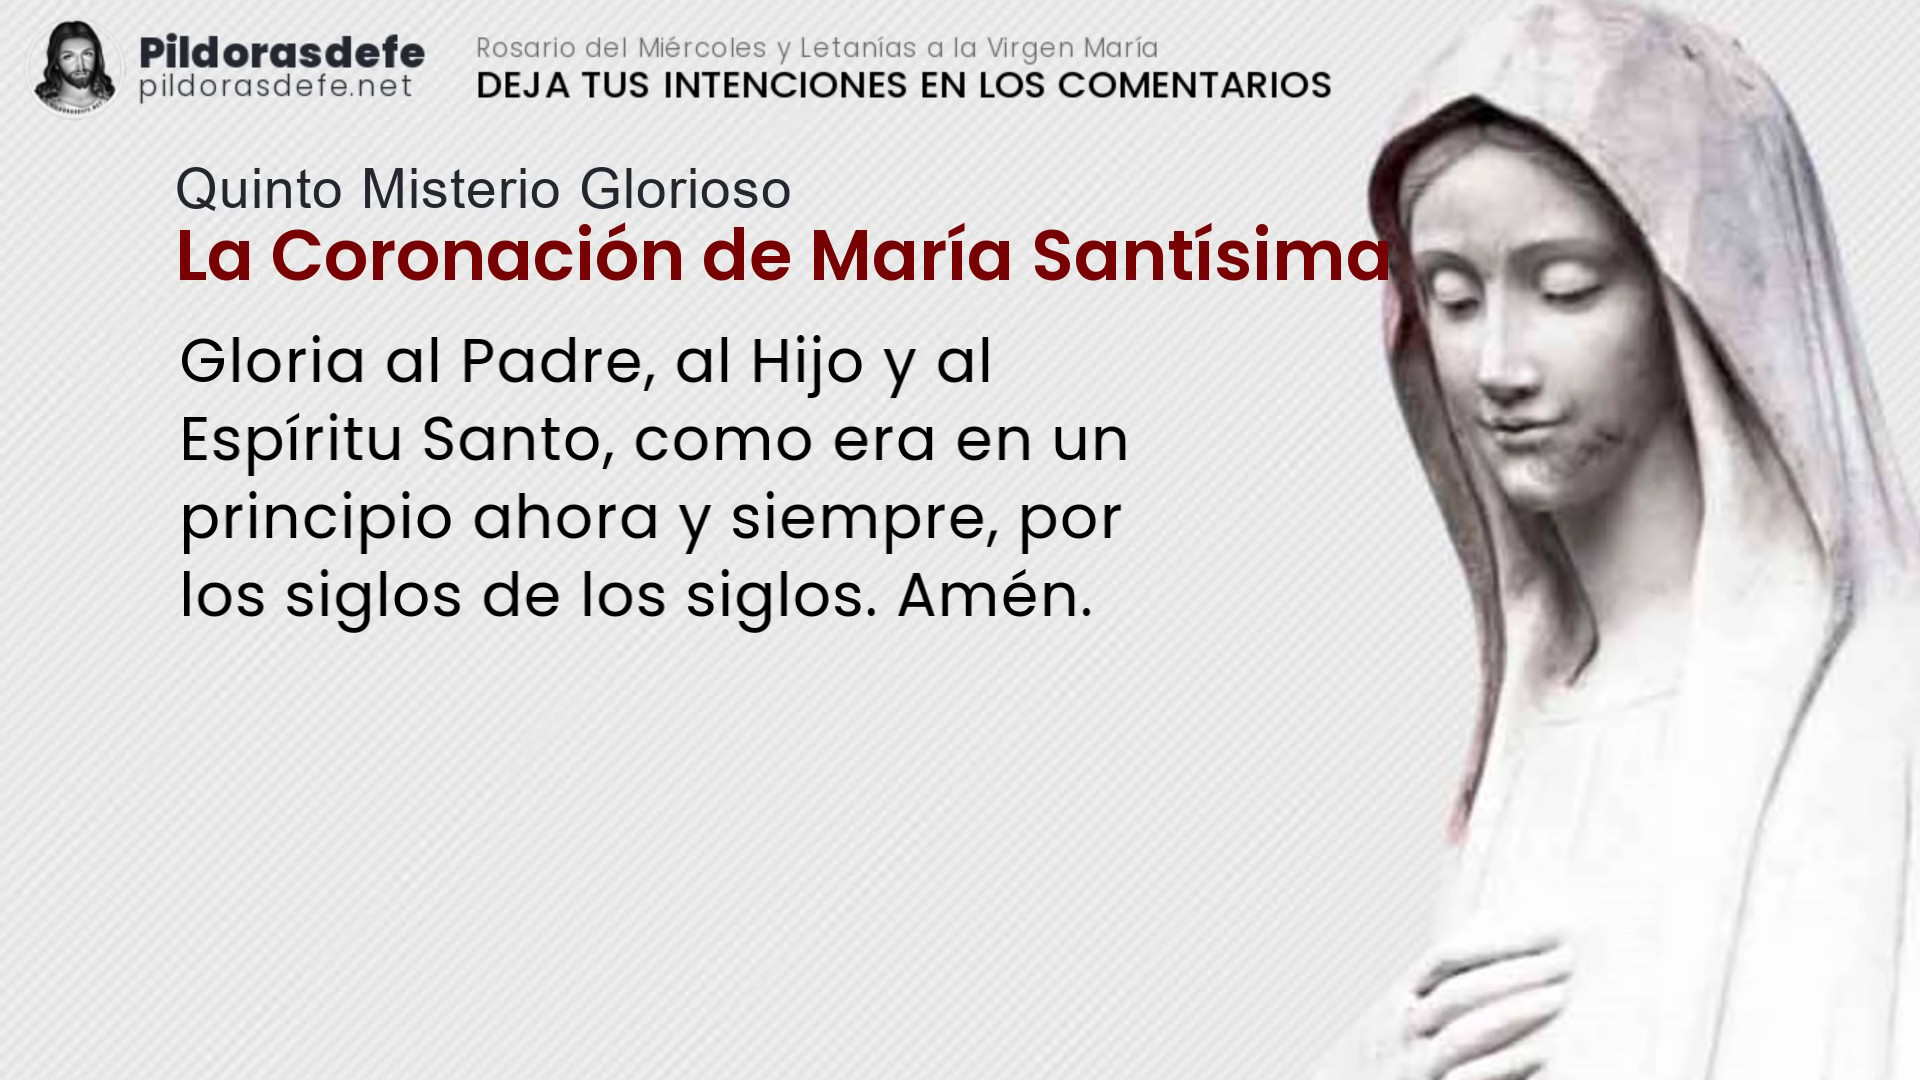 Pildorasdefe
pildorasdefe.net
Rosario del Miércoles y Letanías a la Virgen María
DEJA TUS INTENCIONES EN LOS COMENTARIOS
Quinto Misterio Glorioso
La Coronación de María Santísima
Gloria al Padre, al Hijo y al
Espíritu Santo, como era en un
principio ahora y siempre, por
los siglos de los siglos. Amén.